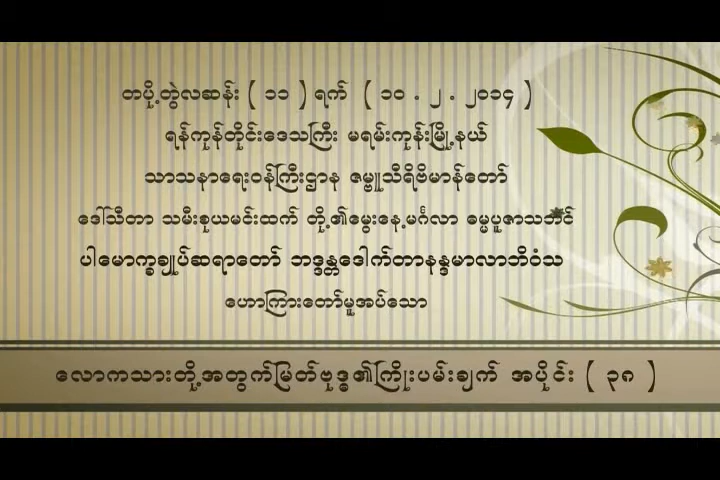 တပို့တွဲလဆန်း ( ၁၁ ) ရက် ( ၁၀ . ၂ . ၂၀၁၄ )
ရန်ကုန်တိုင်းဒေသကြီး မရမ်းကုန်းမြို့နယ်
သာသနာရေးဝန်ကြီးဌာန ဇမ္ဗူသီရိဗိမာန်တော်
ဒေါ်သီတာ သမီးစုယမင်းထက် တို့၏မွေးနေ့မင်္ဂလာ ဓမ္မပူဇာသဘင်
ပါမောက္ခချုပ်ဆရာတော် ဘဒ္ဒန္တဒေါက်တာနန္ဒမာလာဘိဝံသ
ဟောကြားတော်မူအပ်သော
လောကသားတို့အတွက်မြတ်ဗုဒ္ဓ၏ကြိုးပမ်းချက် အပိုင်း ( ၃၈ )